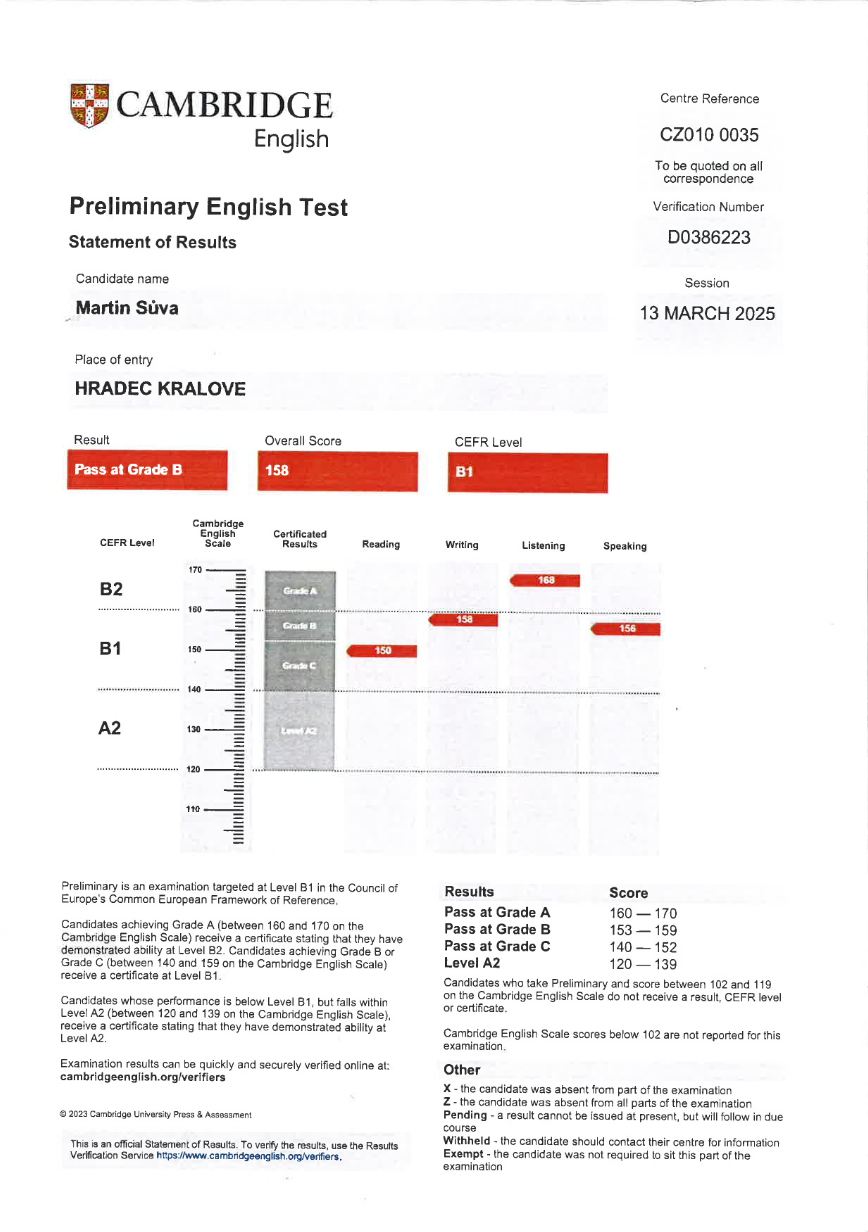 CAMBRIDGE
English
Centre Reference
CZ010 0035
To be quoted on all
correspondence
Verification Number
D0386223
Session
13 MARCH 2025
Preliminary English Test
Statement of Results
Candidate name
Martin Sůva
Place of entry
HRADEC KRALOVE
Result
Overall Score
CEFR Level
Pass at Grade B
158
B1
CEFR Level
Cambridge
English
Scale
Certificated
Results
Reading
Writing
Listening
Speaking
170
B2
Grade A
168
160
Grade B
158
156
B1
150
150
Grade C
140
A2
130
Level A2
120
110
Preliminary is an examination targeted at Level B1 in the Council of
Europe's Common European Framework of Reference.
Candidates achieving Grade A (between 160 and 170 on the
Cambridge English Scale) receive a certificate stating that they have
demonstrated ability at Level B2. Candidates achieving Grade B or
Grade C (between 140 and 159 on the Cambridge English Scale)
receive a certificate at Level B1.
Candidates whose performance is below Level B1, but falls within
Level A2 (between 120 and 139 on the Cambridge English Scale),
receive a certificate stating that they have demonstrated ability at
Level A2.
Examination results can be quickly and securely verified online at:
cambridgeenglish.org/verifiers
© 2023 Cambridge University Press & Assessment
This is an official Statement of Results. To verify the results, use the Results
Verification Service https://www.cambridgeenglish.org/verifiers.
Results Score
Pass at Grade A 160 — 170
Pass at Grade B 153 — 159
Pass at Grade C 140 — 152
Level A2 120 — 139
Candidates who take Preliminary and score between 102 and 119
on the Cambridge English Scale do not receive a result, CEFR level
or certificate.
Cambridge English Scale scores below 102 are not reported for this
examination.
Other
X - the candidate was absent from part of the examination
Z - the candidate was absent from all parts of the examination
Pending - a result cannot be issued at present, but will follow in due
course
Withheld - the candidate should contact their centre for information
Exempt - the candidate was not required to sit this part of the
examination